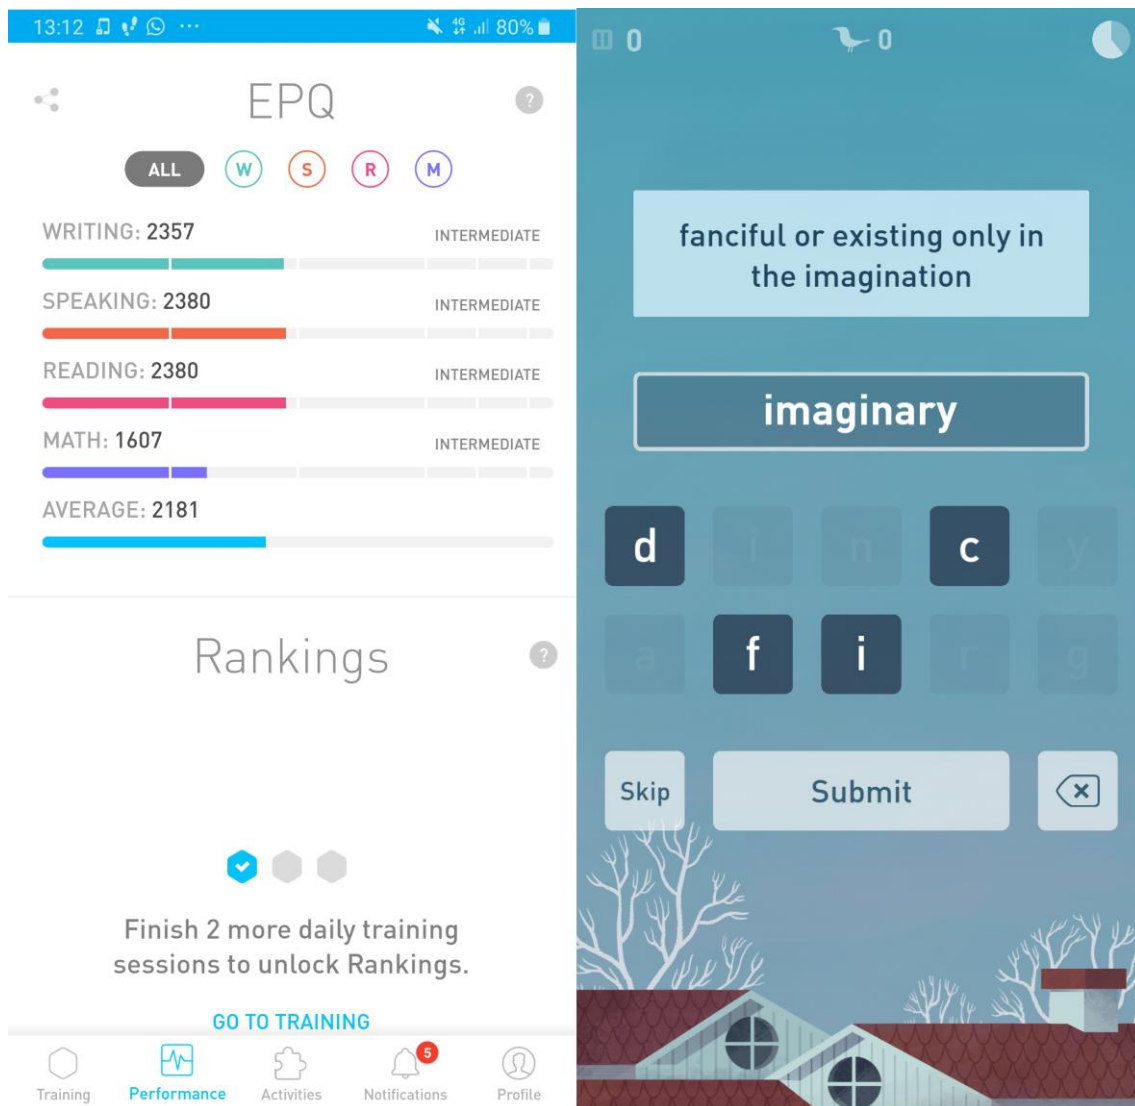 13:12 ... 4G 80%
EPQ
?
ALL W S R M
WRITING: 2357 INTERMEDIATE
SPEAKING: 2380 INTERMEDIATE
READING: 2380 INTERMEDIATE
MATH: 1607 INTERMEDIATE
AVERAGE: 2181
Rankings ?
Finish 2 more daily training
sessions to unlock Rankings.
GO TO TRAINING
5
Training Performance Activities Notifications Profile
0 0
fanciful or existing only in
the imagination
imaginary
d i n c y
a f i r g
Skip Submit